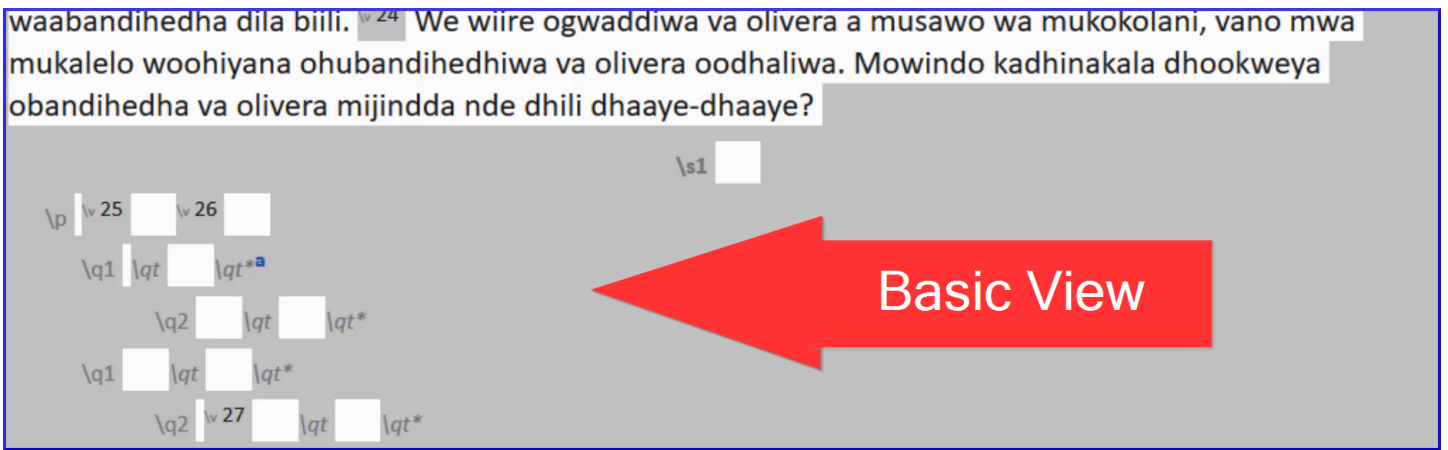 waabandihedha dila biili. \v 24 We wiire ogwaddiwa va olivera a musawo wa mukokolani, vano mwa
mukalelo woohiyana ohubandihedhiwa va olivera oodhaliwa. Mowindo kadhinakala dhookweya
obandihedha va olivera mijindda nde dhili dhaaye-dhaaye?
\s1
\p \v 25 \v 26
\q1 \qt \qt*a
\q2 \qt \qt*
\q1 \qt \qt*
\q2 \v 27 \qt \qt*
Basic View